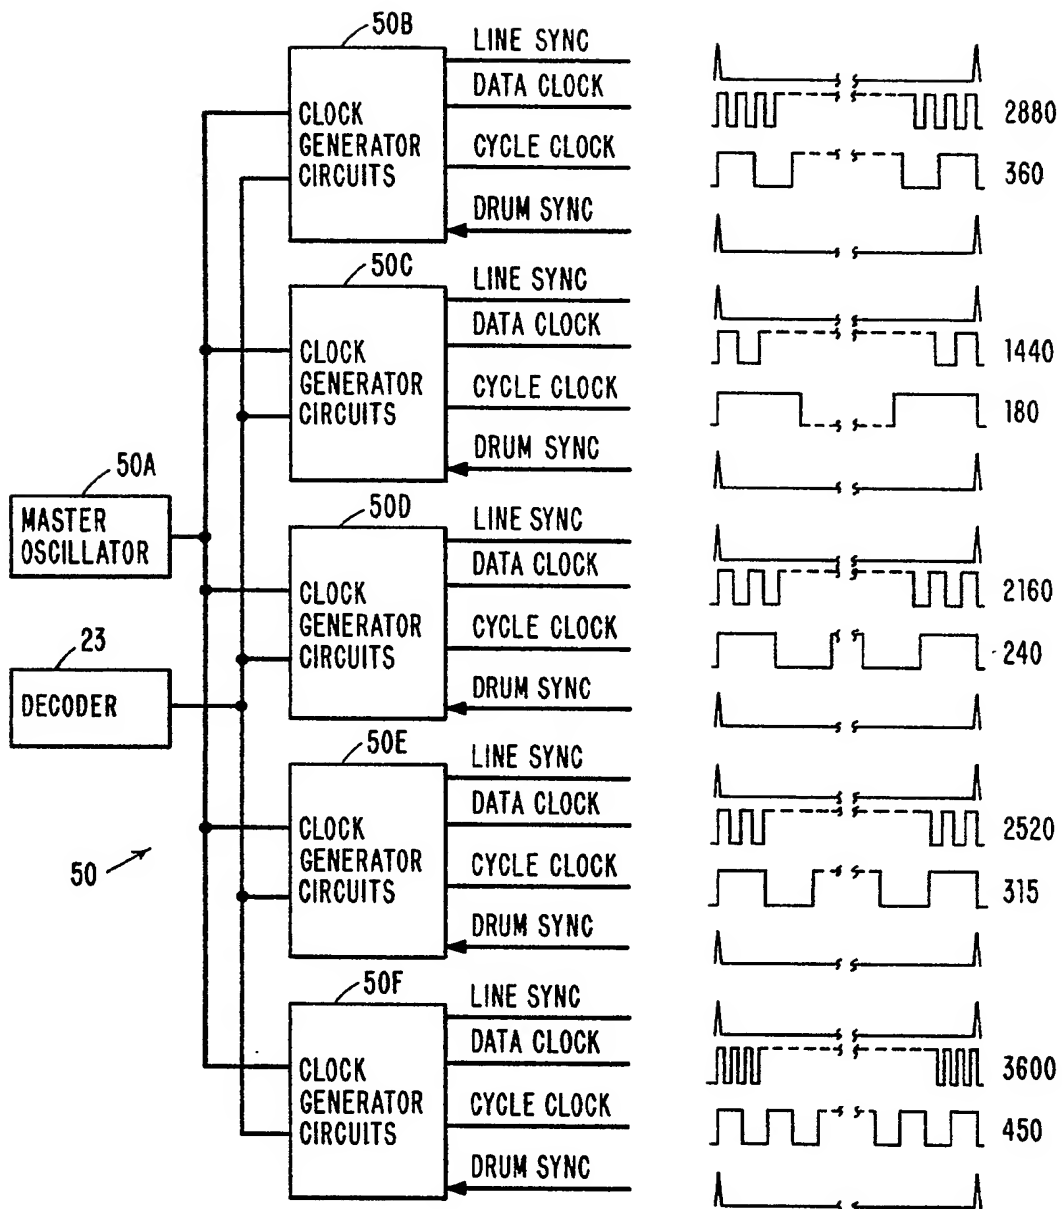 50B
LINE SYNC
DATA CLOCK
2880
CLOCK
GENERATOR
CIRCUITS
CYCLE CLOCK
360
DRUM SYNC
50C
LINE SYNC
DATA CLOCK
1440
CLOCK
GENERATOR
CIRCUITS
CYCLE CLOCK
180
DRUM SYNC
50A
MASTER
OSCILLATOR
50D
LINE SYNC
DATA CLOCK
2160
CLOCK
GENERATOR
CIRCUITS
CYCLE CLOCK
240
DRUM SYNC
23
DECODER
50E
LINE SYNC
DATA CLOCK
2520
CLOCK
GENERATOR
CIRCUITS
CYCLE CLOCK
315
DRUM SYNC
50
50F
LINE SYNC
DATA CLOCK
3600
CLOCK
GENERATOR
CIRCUITS
CYCLE CLOCK
450
DRUM SYNC